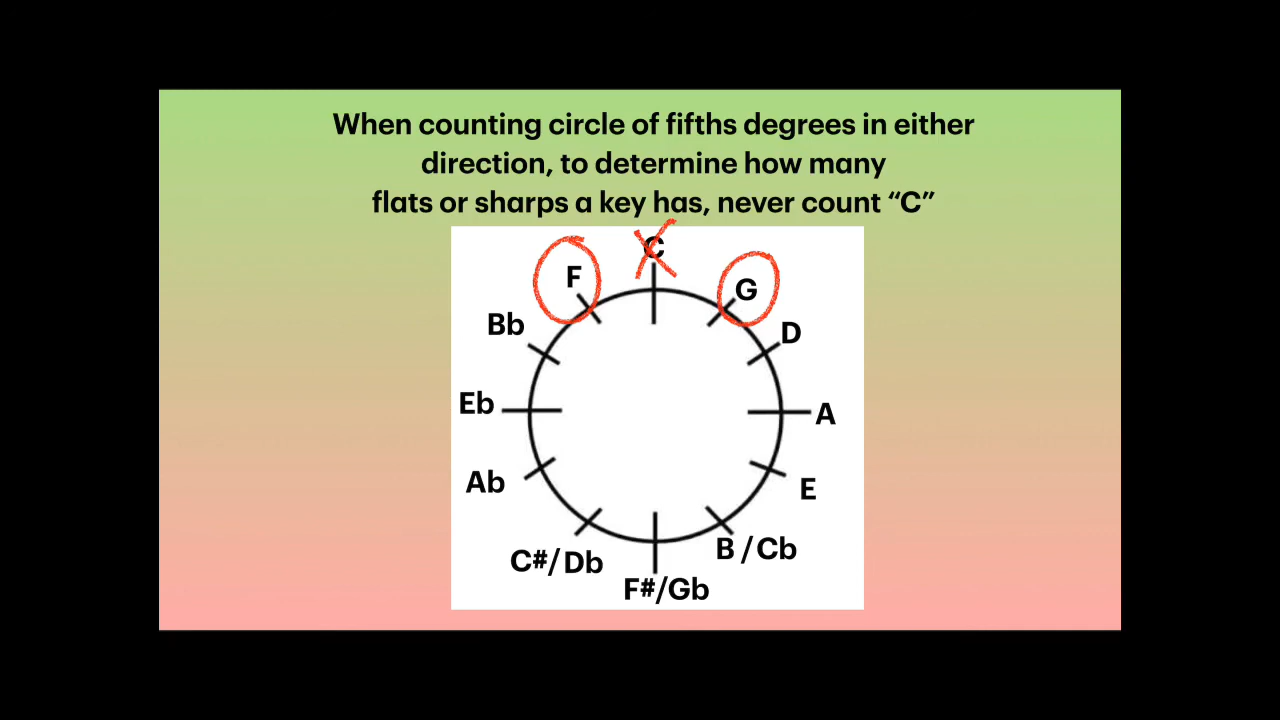 When counting circle of fifths degrees in either
direction, to determine how many
flats or sharps a key has, never count “C”
C
F
G
Bb
D
Eb
A
Ab
E
C#/Db
B/Cb
F#/Gb